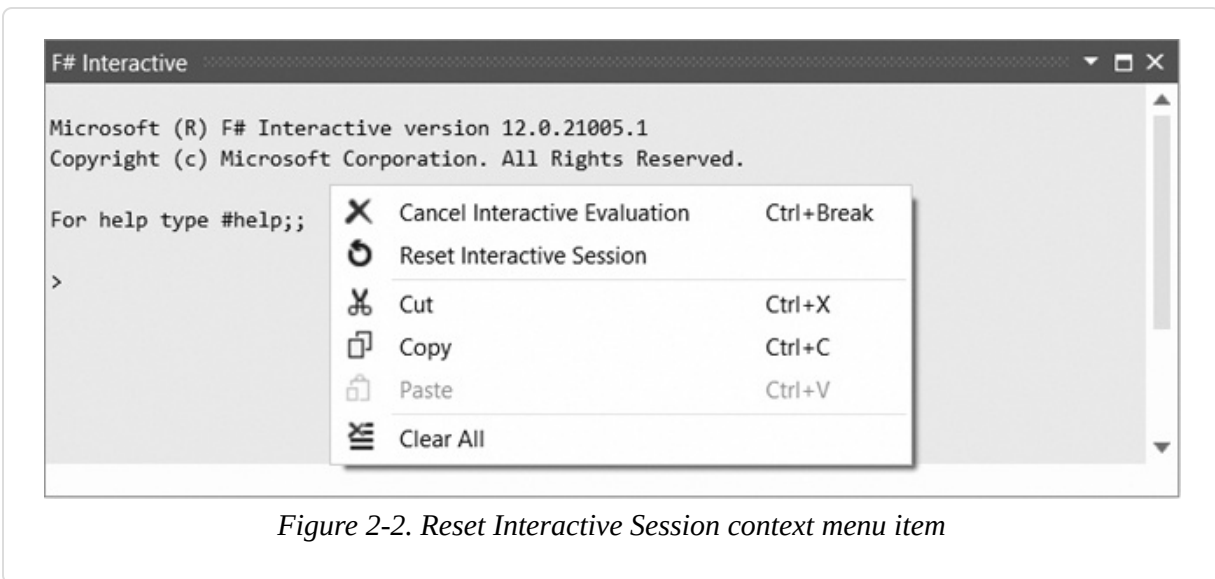 F# Interactive
Microsoft (R) F# Interactive version 12.0.21005.1
Copyright (c) Microsoft Corporation. All Rights Reserved.
For help type #help;;
>
Cancel Interactive Evaluation Ctrl+Break
Reset Interactive Session
Cut Ctrl+X
Copy Ctrl+C
Paste Ctrl+V
Clear All
Figure 2-2. Reset Interactive Session context menu item